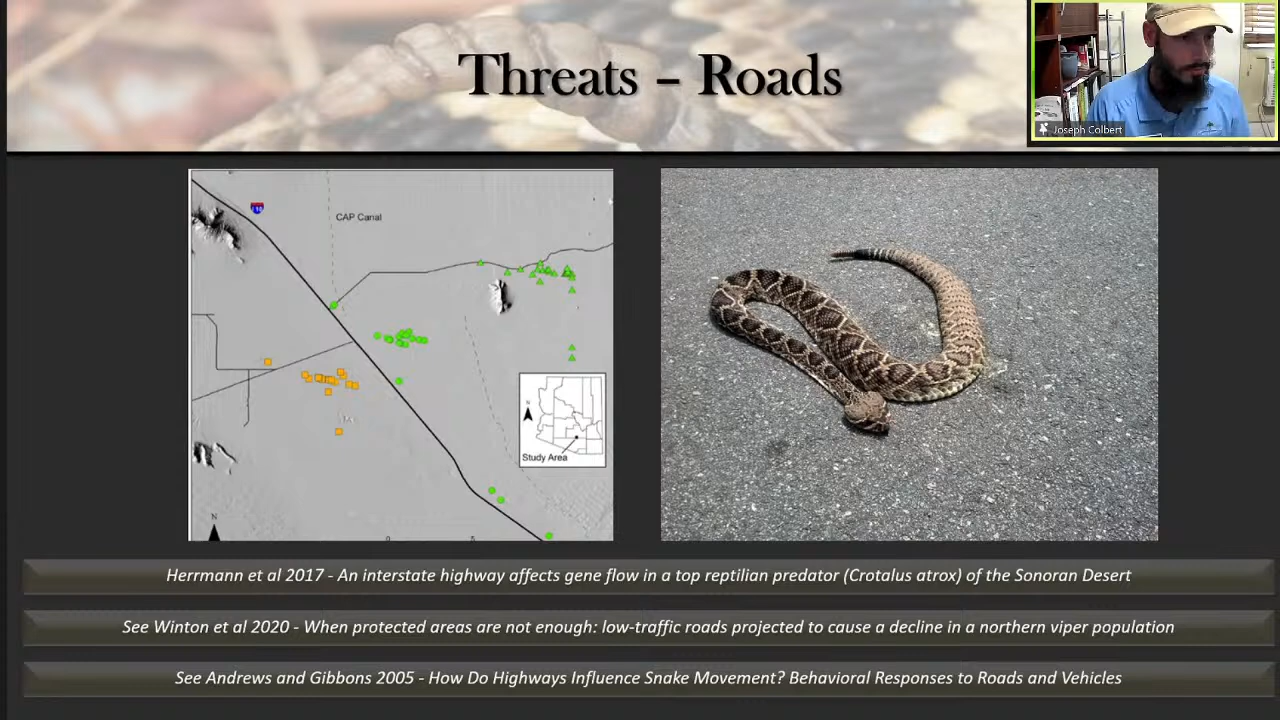 Threats – Roads
Joseph Colbert
CAP Canal
N
Study Area
N
Herrmann et al 2017 - An interstate highway affects gene flow in a top reptilian predator (Crotalus atrox) of the Sonoran Desert
See Winton et al 2020 - When protected areas are not enough: low-traffic roads projected to cause a decline in a northern viper population
See Andrews and Gibbons 2005 - How Do Highways Influence Snake Movement? Behavioral Responses to Roads and Vehicles